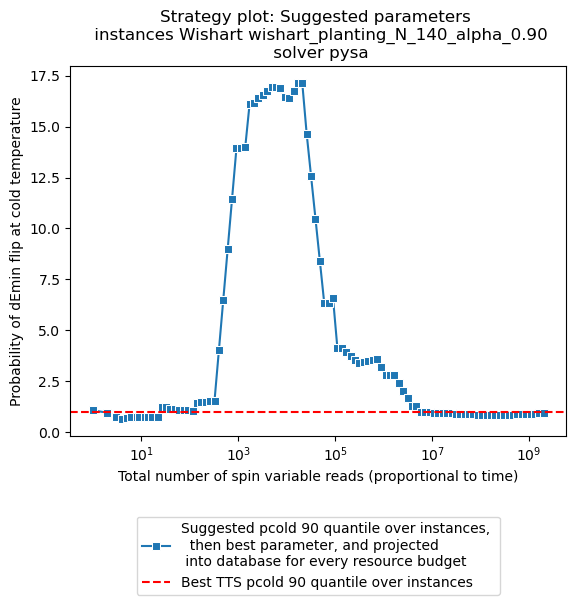 Strategy plot: Suggested parameters
instances Wishart wishart_planting_N_140_alpha_0.90
solver pysa
Probability of dEmin flip at cold temperature
17.5
15.0
12.5
10.0
7.5
5.0
2.5
0.0
10^1
10^3
10^5
10^7
10^9
Total number of spin variable reads (proportional to time)
Suggested pcold 90 quantile over instances,
then best parameter, and projected
into database for every resource budget
Best TTS pcold 90 quantile over instances